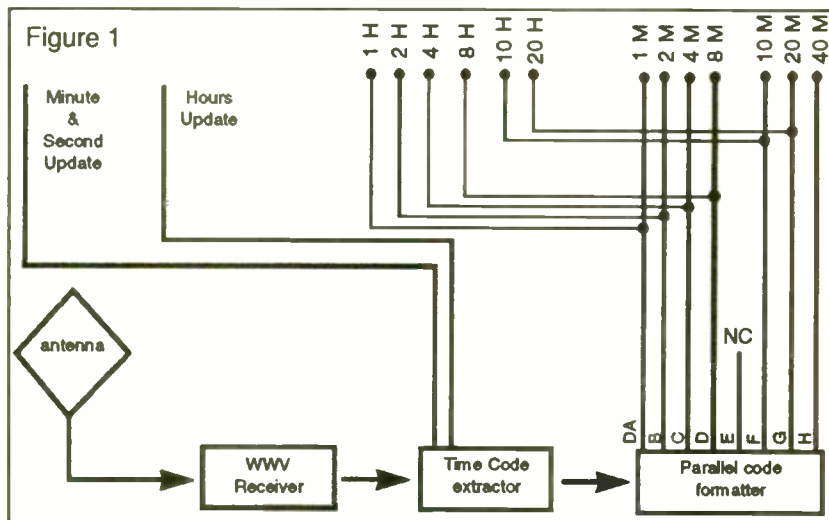 Figure 1
Minute
&
Second
Update
Hours
Update
1 H
2 H
4 H
8 H
10 H
20 H
1 M
2 M
4 M
8 M
10 M
20 M
40 M
antenna
NC
DA
B
C
D
E
F
G
H
WWV
Receiver
Time Code
extractor
Parallel code
formatter